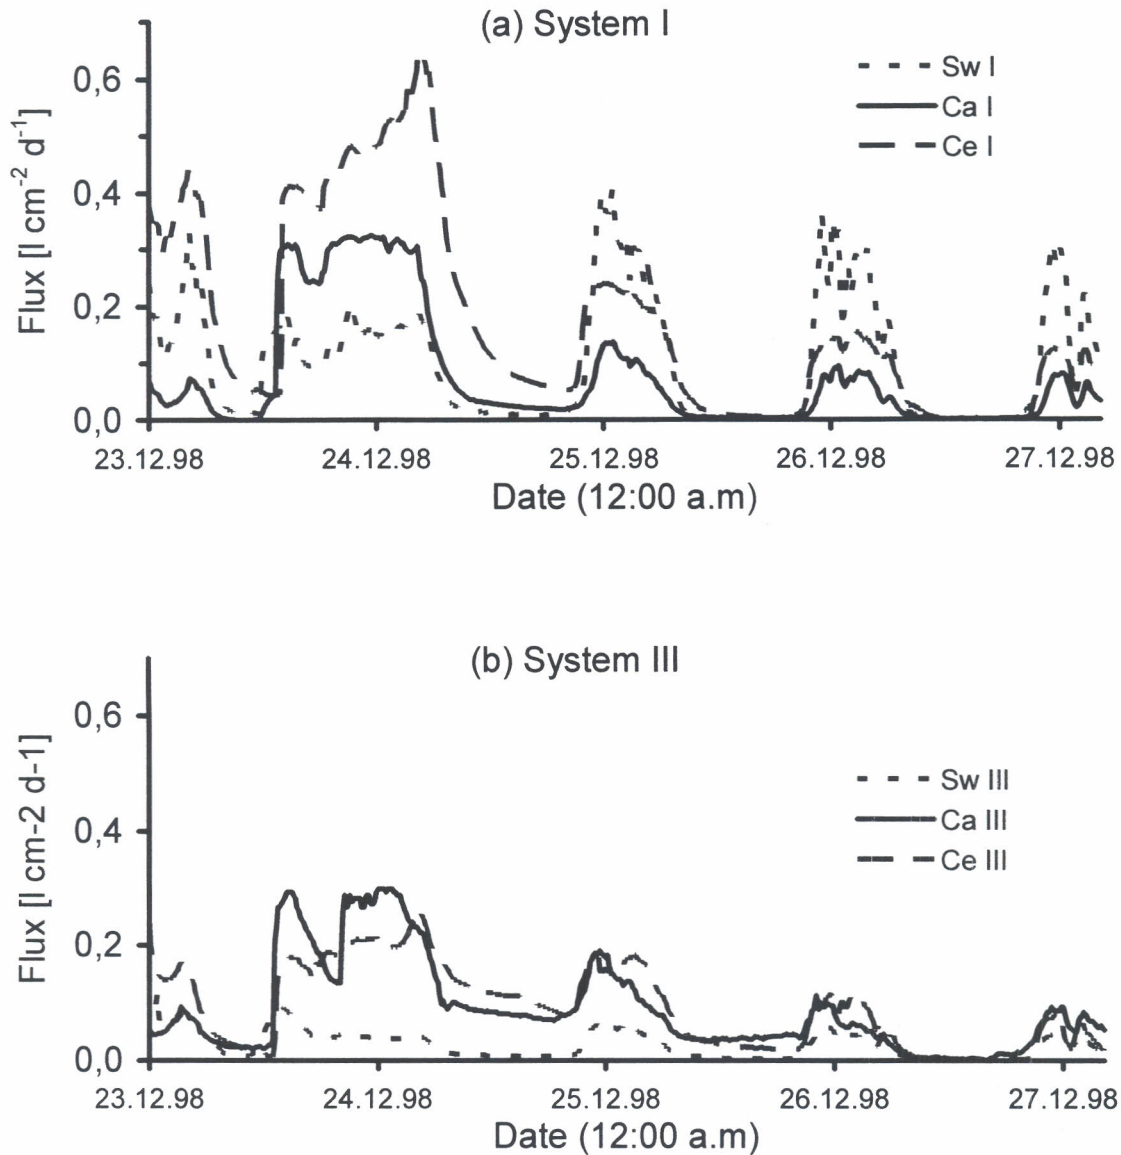 (a) System I
Sw I
Ca I
Ce I
Flux [l cm-2 d-1]
0,6
0,4
0,2
0,0
23.12.98 24.12.98 25.12.98 26.12.98 27.12.98
Date (12:00 a.m)
(b) System III
Sw III
Ca III
Ce III
Flux [l cm-2 d-1]
0,6
0,4
0,2
0,0
23.12.98 24.12.98 25.12.98 26.12.98 27.12.98
Date (12:00 a.m)